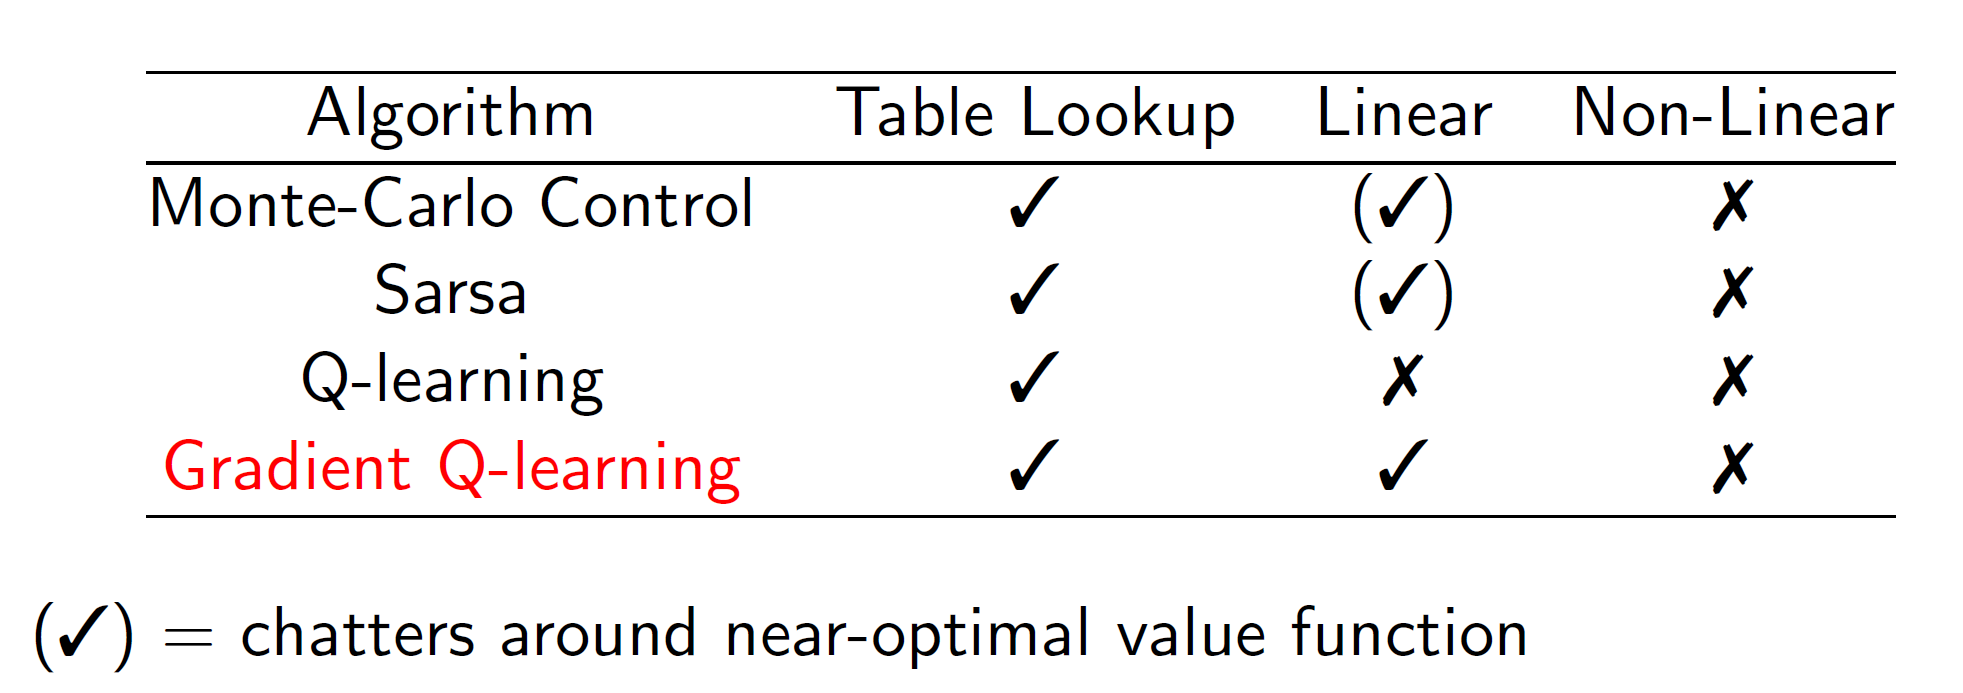 Algorithm Table Lookup Linear Non-Linear
Monte-Carlo Control ✓ (✓) ✗
Sarsa ✓ (✓) ✗
Q-learning ✓ ✗ ✗
Gradient Q-learning ✓ ✓ ✗
(✓) = chatters around near-optimal value function